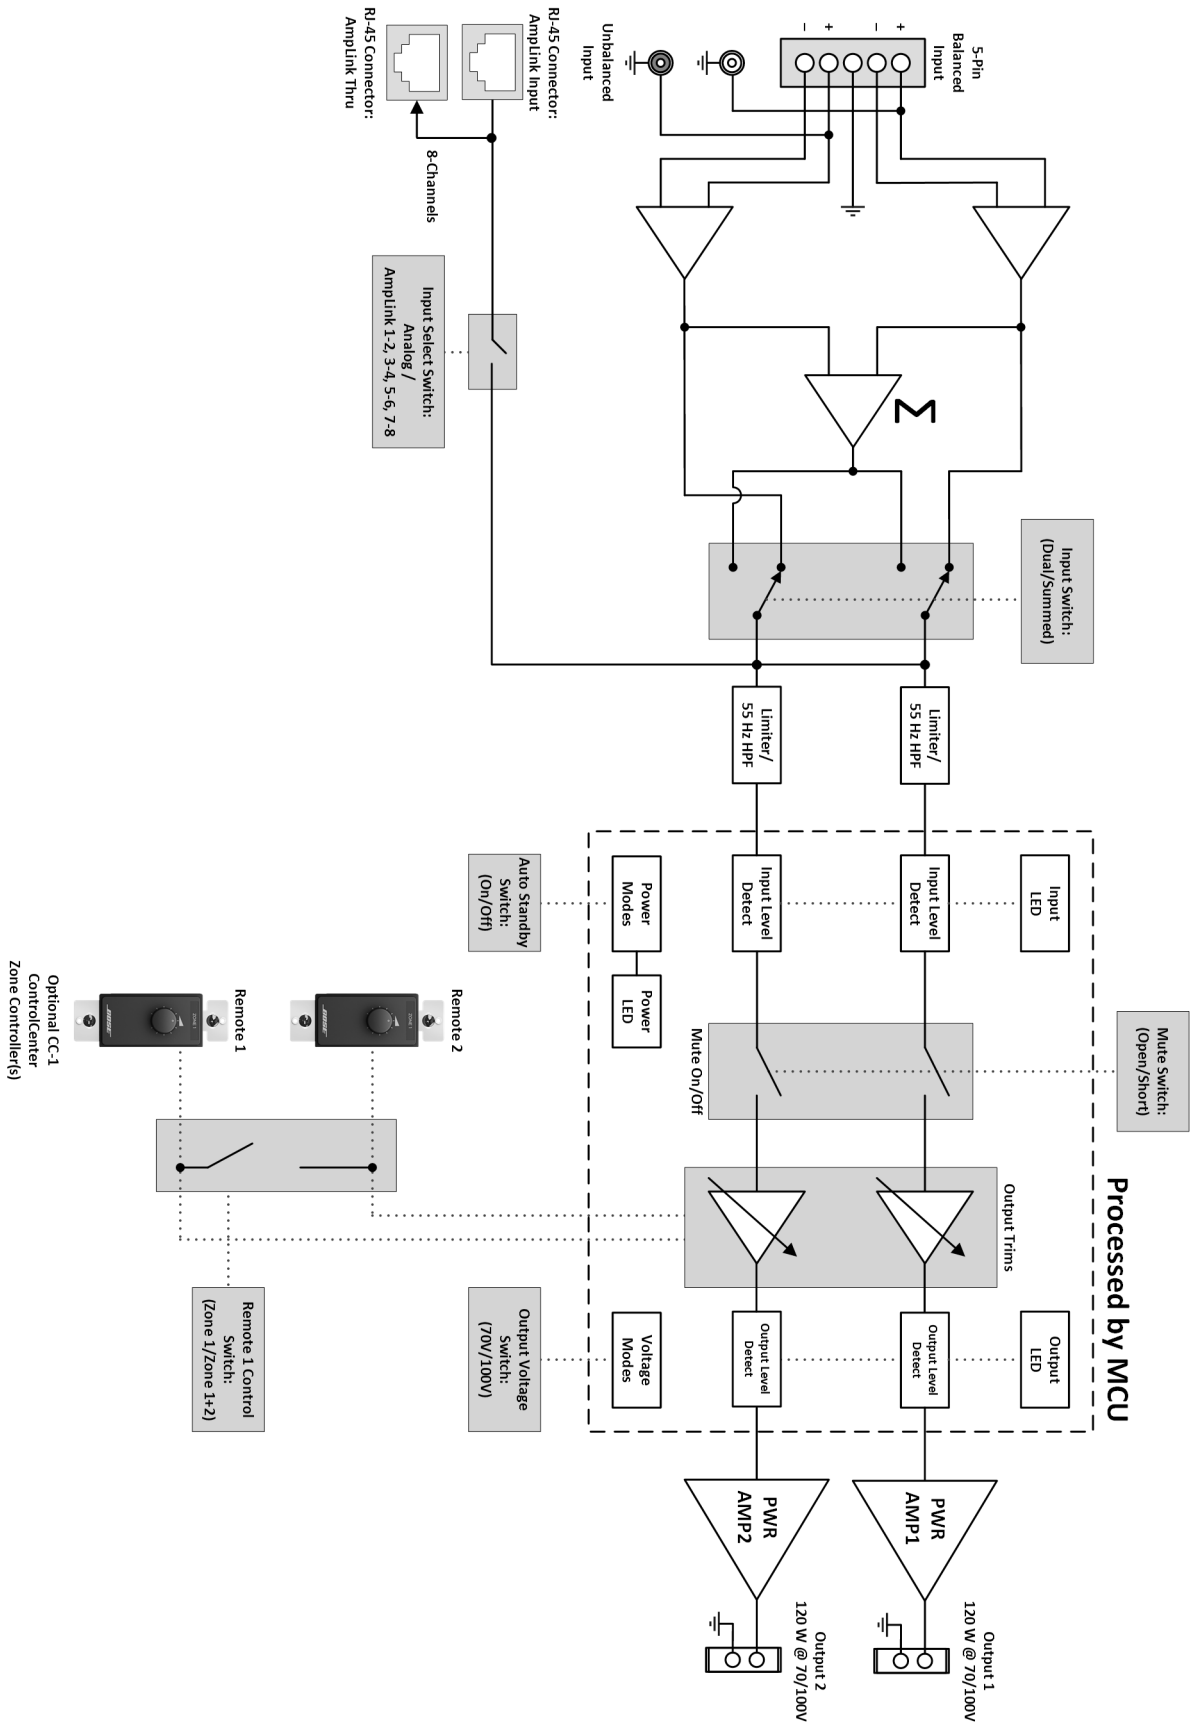 5-Pin
Balanced
Input
+
–
+
–
Unbalanced
Input
RJ-45 Connector:
AmpLink Input
RJ-45 Connector:
AmpLink Thru
8-Channels
Input Select Switch:
Analog /
AmpLink 1-2, 3-4, 5-6, 7-8
Σ
Input Switch:
(Dual/Summed)
Limiter/
55 Hz HPF
Limiter/
55 Hz HPF
Processed by MCU
Input
LED
Input Level
Detect
Input Level
Detect
Power
Modes
Power
LED
Auto Standby
Switch:
(On/Off)
Mute Switch:
(Open/Short)
Mute On/Off
Output Trims
Output
LED
Output Level
Detect
Output Level
Detect
Voltage
Modes
Output Voltage
Switch:
(70V/100V)
Remote 2
ZONE 1
BOSE
Remote 1
ZONE 1
BOSE
Optional CC-1
ControlCenter
Zone Controller(s)
Remote 1 Control
Switch:
(Zone 1/Zone 1+2)
PWR
AMP1
PWR
AMP2
Output 1
120 W @ 70/100V
Output 2
120 W @ 70/100V